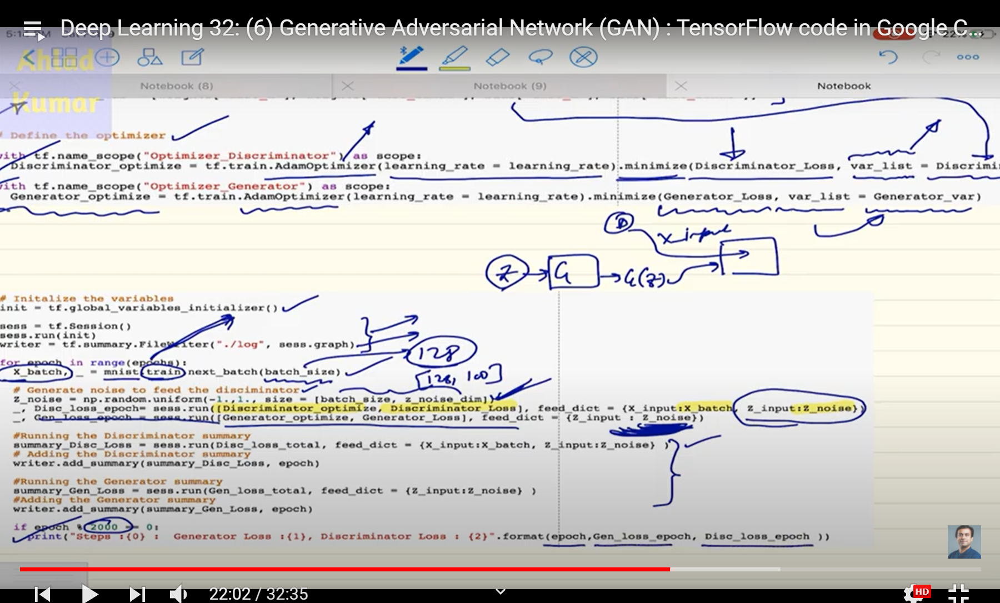 Deep Learning 32: (6) Generative Adversarial Network (GAN) : TensorFlow code in Google C...
22%
Ahlad
Kumar
Notebook (8)
Notebook (9)
Notebook
# Define the optimizer
with tf.name_scope("Optimizer_Discriminator") as scope:
Discriminator_optimize = tf.train.AdamOptimizer(learning_rate = learning_rate).minimize(Discriminator_Loss, var_list = Discrimi
with tf.name_scope("Optimizer_Generator") as scope:
Generator_optimize = tf.train.AdamOptimizer(learning_rate = learning_rate).minimize(Generator_Loss, var_list = Generator_var)
D
X_input
Z
G
G(Z)
# Initalize the variables
init = tf.global_variables_initializer()
sess = tf.Session()
sess.run(init)
writer = tf.summary.FileWriter("./log", sess.graph)
128
for epoch in range(epochs):
X_batch, _ = mnist.train.next_batch(batch_size)
[128, 100]
# Generate noise to feed the disciminator
Z_noise = np.random.uniform(-1.,1., size = [batch_size, z_noise_dim])
_, Disc_loss_epoch= sess.run([Discriminator_optimize, Discriminator_Loss], feed_dict = {X_input:X_batch, Z_input:Z_noise})
_, Gen_loss_epoch = sess.run([Generator_optimize, Generator_Loss], feed_dict = {Z_input : Z_noise})
#Running the Discriminator summary
summary_Disc_Loss = sess.run(Disc_loss_total, feed_dict = {X_input:X_batch, Z_input:Z_noise} )
# Adding the Discriminator summary
writer.add_summary(summary_Disc_Loss, epoch)
#Running the Generator summary
summary_Gen_Loss = sess.run(Gen_loss_total, feed_dict = {Z_input:Z_noise} )
#Adding the Generator summary
writer.add_summary(summary_Gen_Loss, epoch)
if epoch % 2000 == 0:
print("Steps :{0} :  Generator Loss :{1}, Discriminator Loss : {2}".format(epoch,Gen_loss_epoch, Disc_loss_epoch ))
22:02 / 32:35
HD